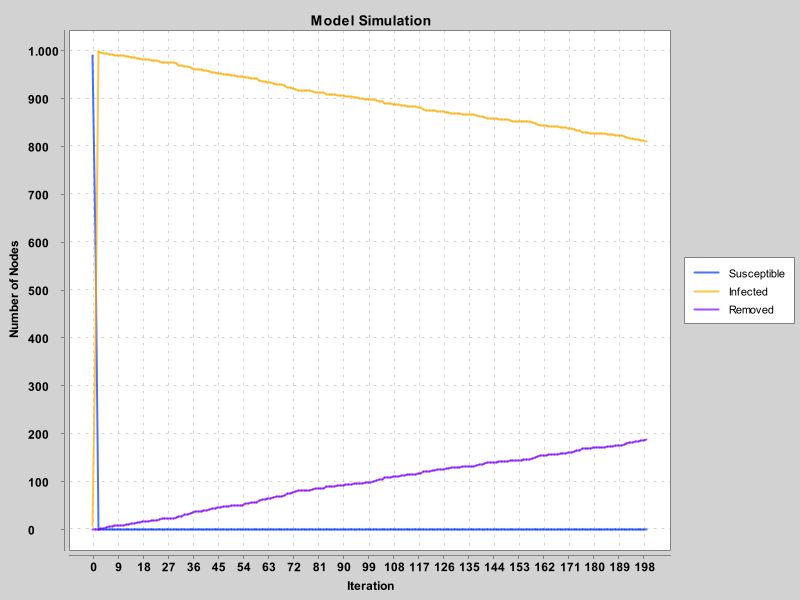 Model Simulation
Number of Nodes
1.000
900
800
700
600
500
400
300
200
100
0
0 9 18 27 36 45 54 63 72 81 90 99 108 117 126 135 144 153 162 171 180 189 198
Iteration
Susceptible
Infected
Removed